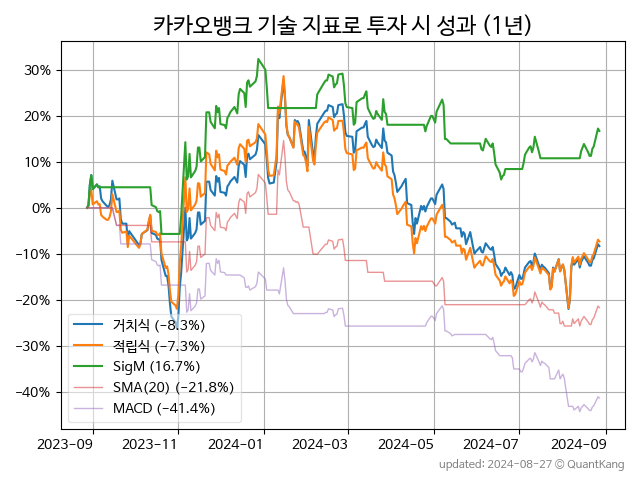 카카오뱅크 기술 지표로 투자 시 성과 (1년)
30%
20%
10%
0%
−10%
−20%
−30%
−40%
거치식 (−8.3%)
적립식 (−7.3%)
SigM (16.7%)
SMA(20) (−21.8%)
MACD (−41.4%)
2023-09 2023-11 2024-01 2024-03 2024-05 2024-07 2024-09
updated: 2024-08-27 © QuantKang